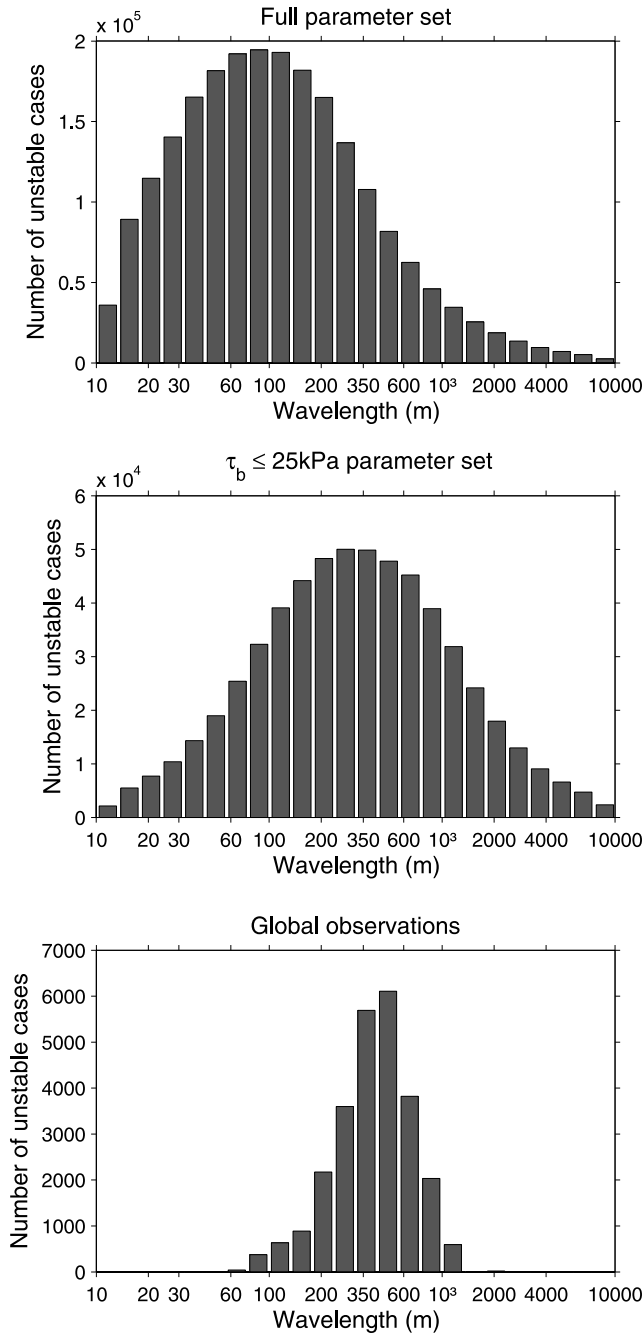 Full parameter set
x 10⁵
Number of unstable cases
2
1.5
1
0.5
0
10 20 30 60 100 200 350 600 10³ 2000 4000 10000
Wavelength (m)
τb ≤ 25kPa parameter set
x 10⁴
Number of unstable cases
6
5
4
3
2
1
0
10 20 30 60 100 200 350 600 10³ 2000 4000 10000
Wavelength (m)
Global observations
Number of unstable cases
7000
6000
5000
4000
3000
2000
1000
0
10 20 30 60 100 200 350 600 10³ 2000 4000 10000
Wavelength (m)